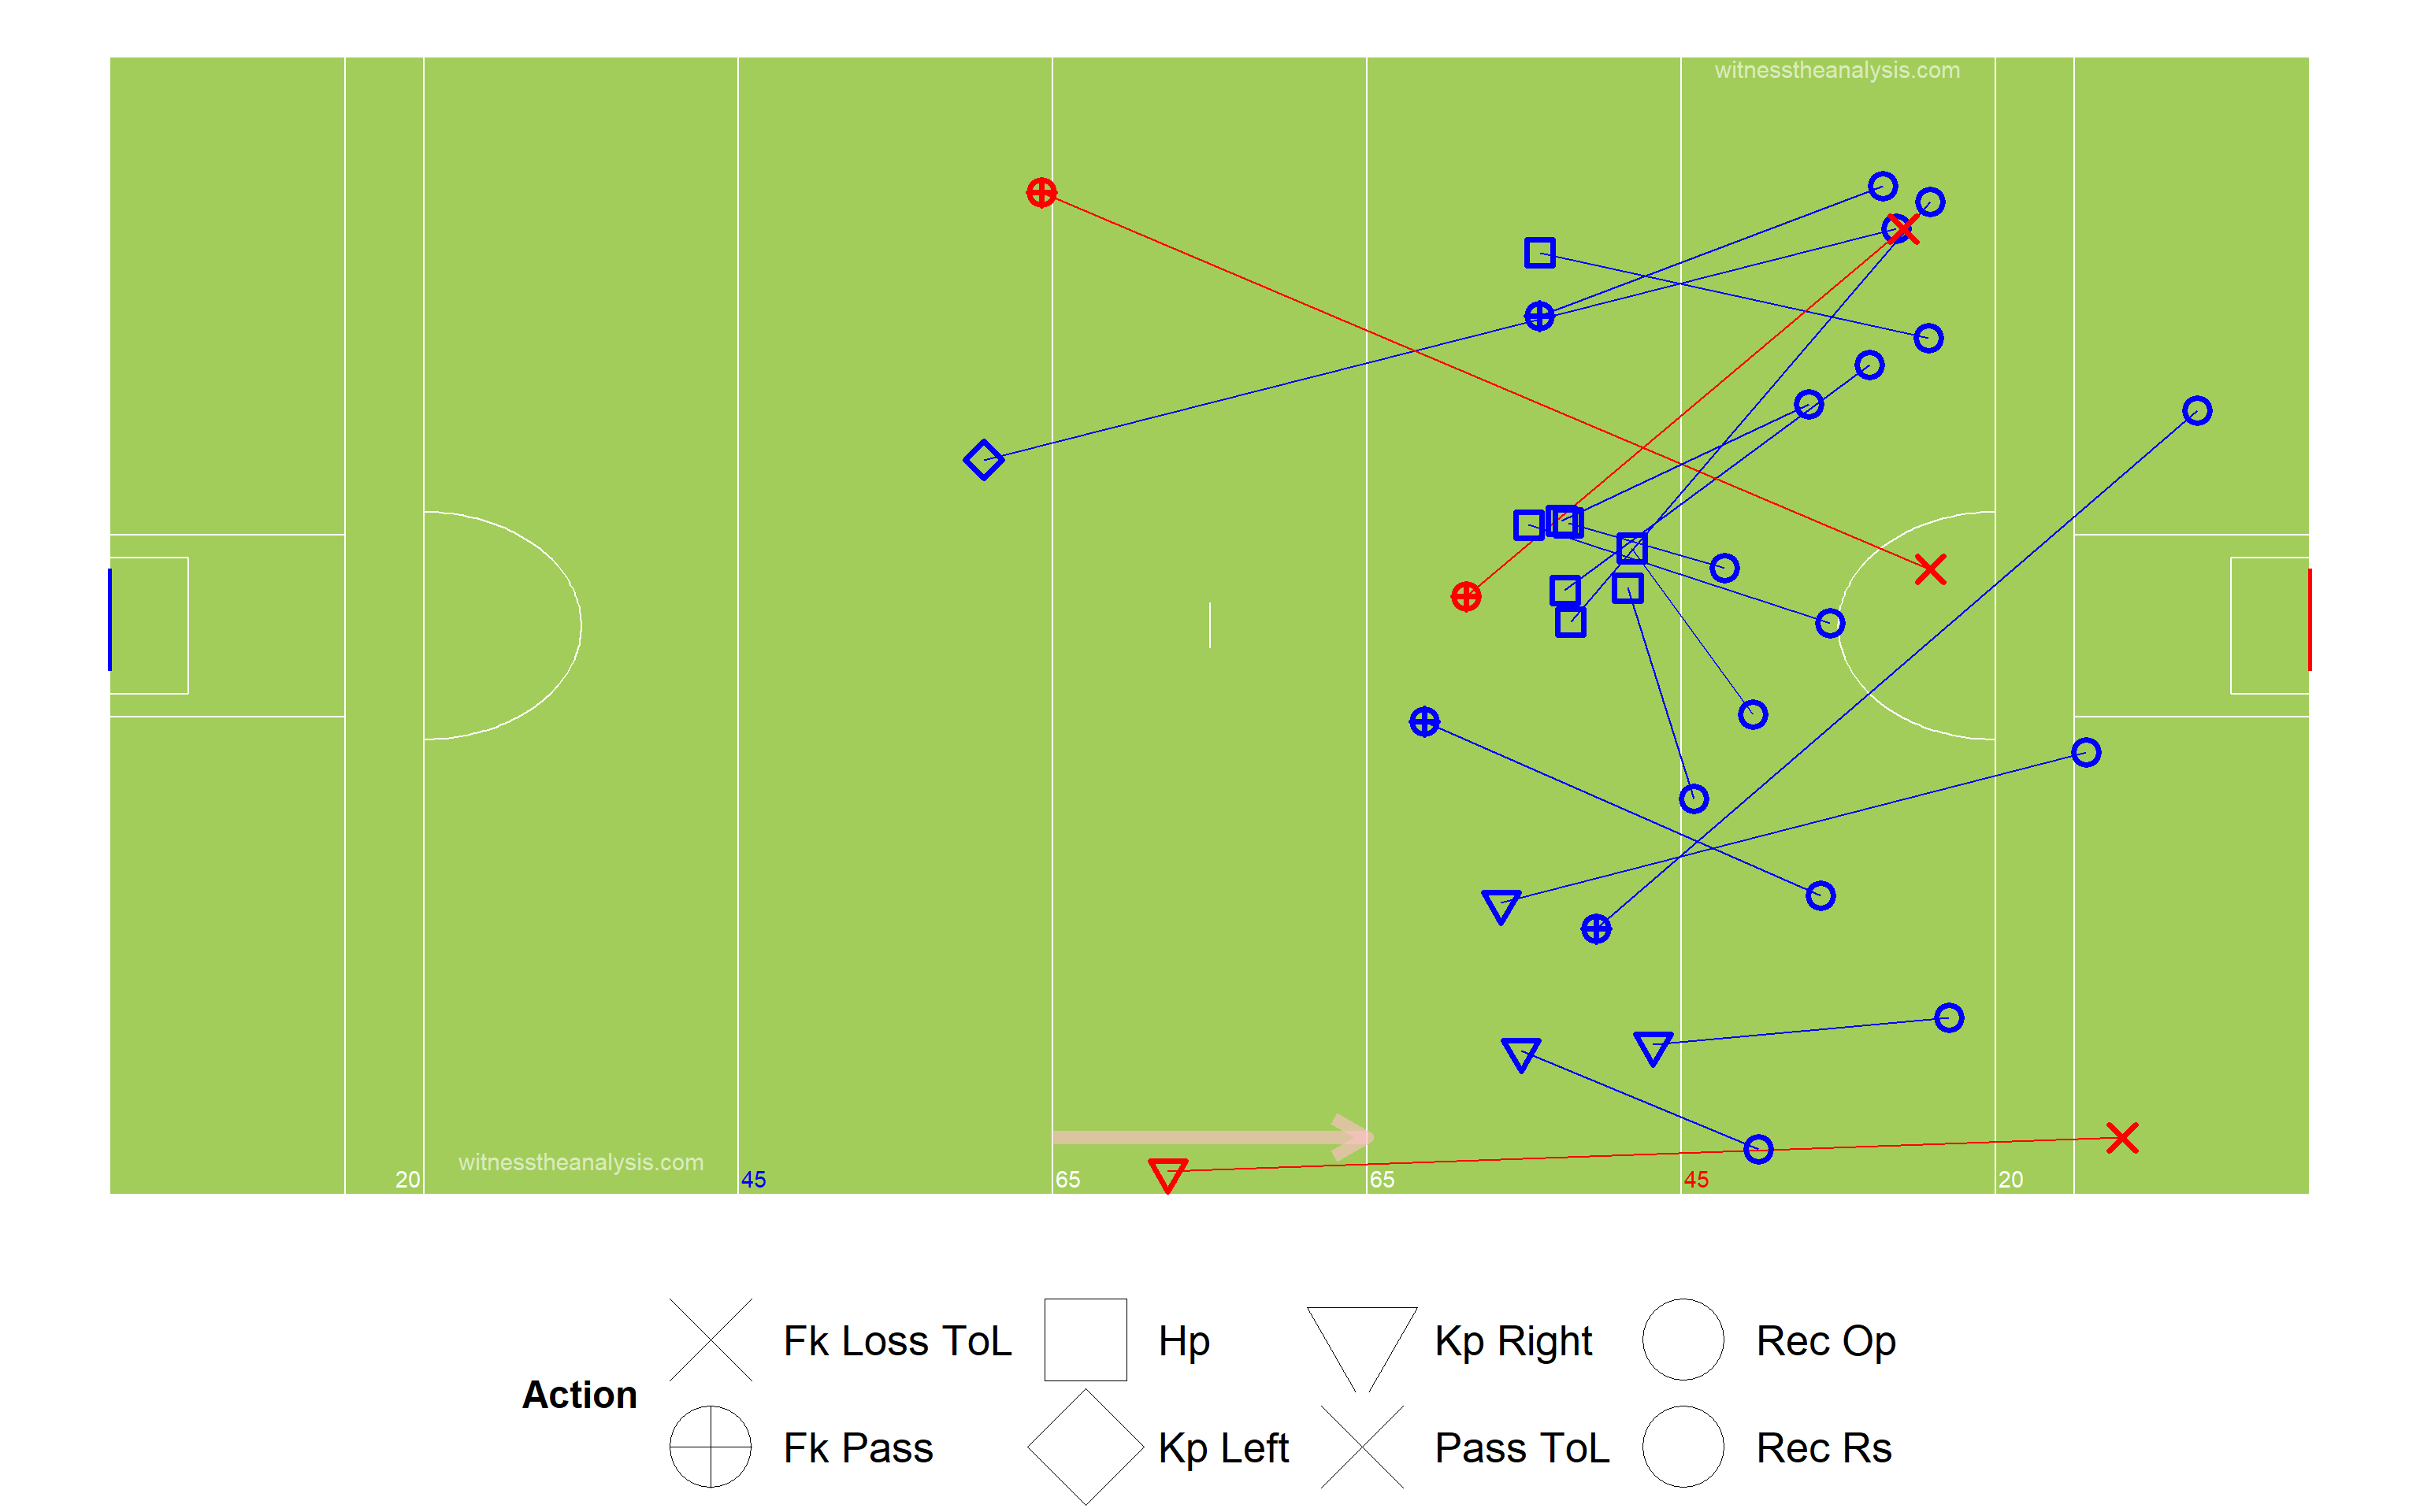 witnesstheanalysis.com
witnesstheanalysis.com
20
45
65
65
45
20
Action
Fk Loss ToL
Hp
Kp Right
Rec Op
Fk Pass
Kp Left
Pass ToL
Rec Rs